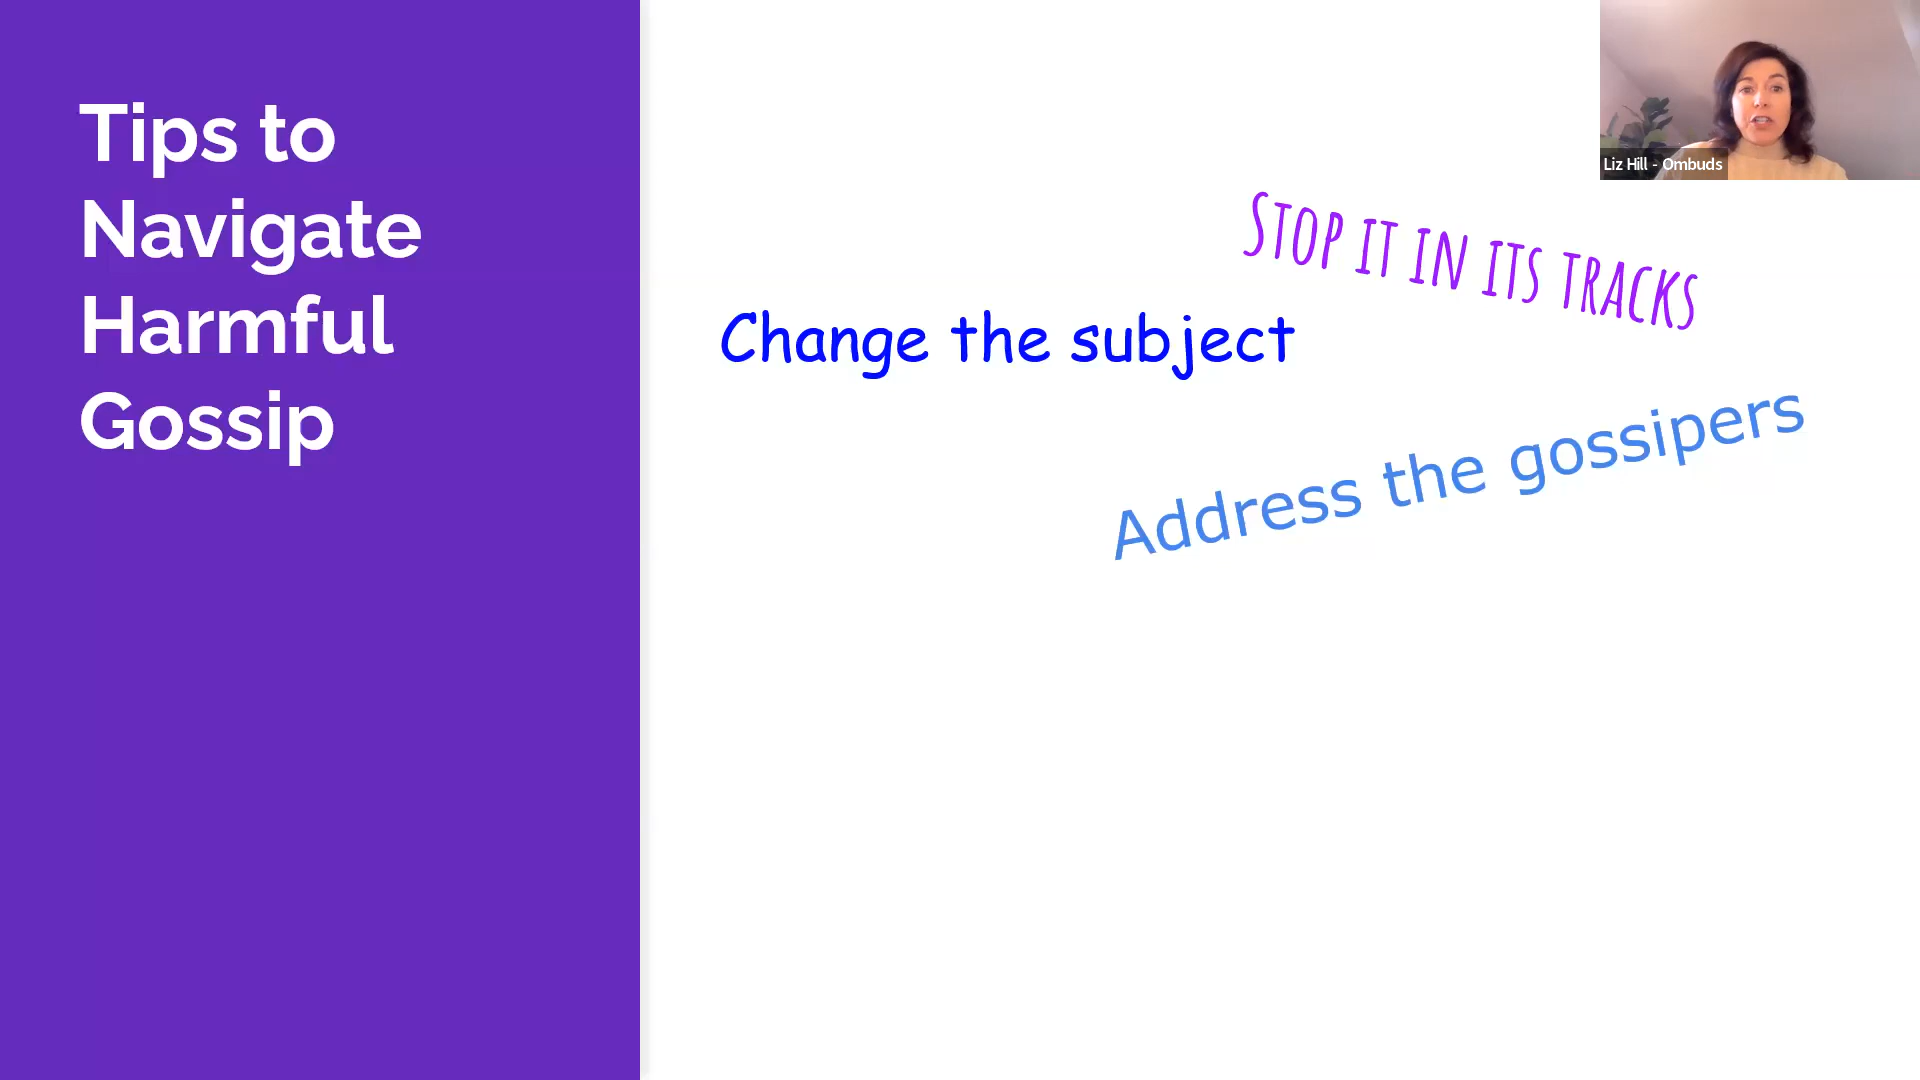 Tips to
Navigate
Harmful
Gossip
Liz Hill - Ombuds
Stop it in its tracks
Change the subject
Address the gossipers